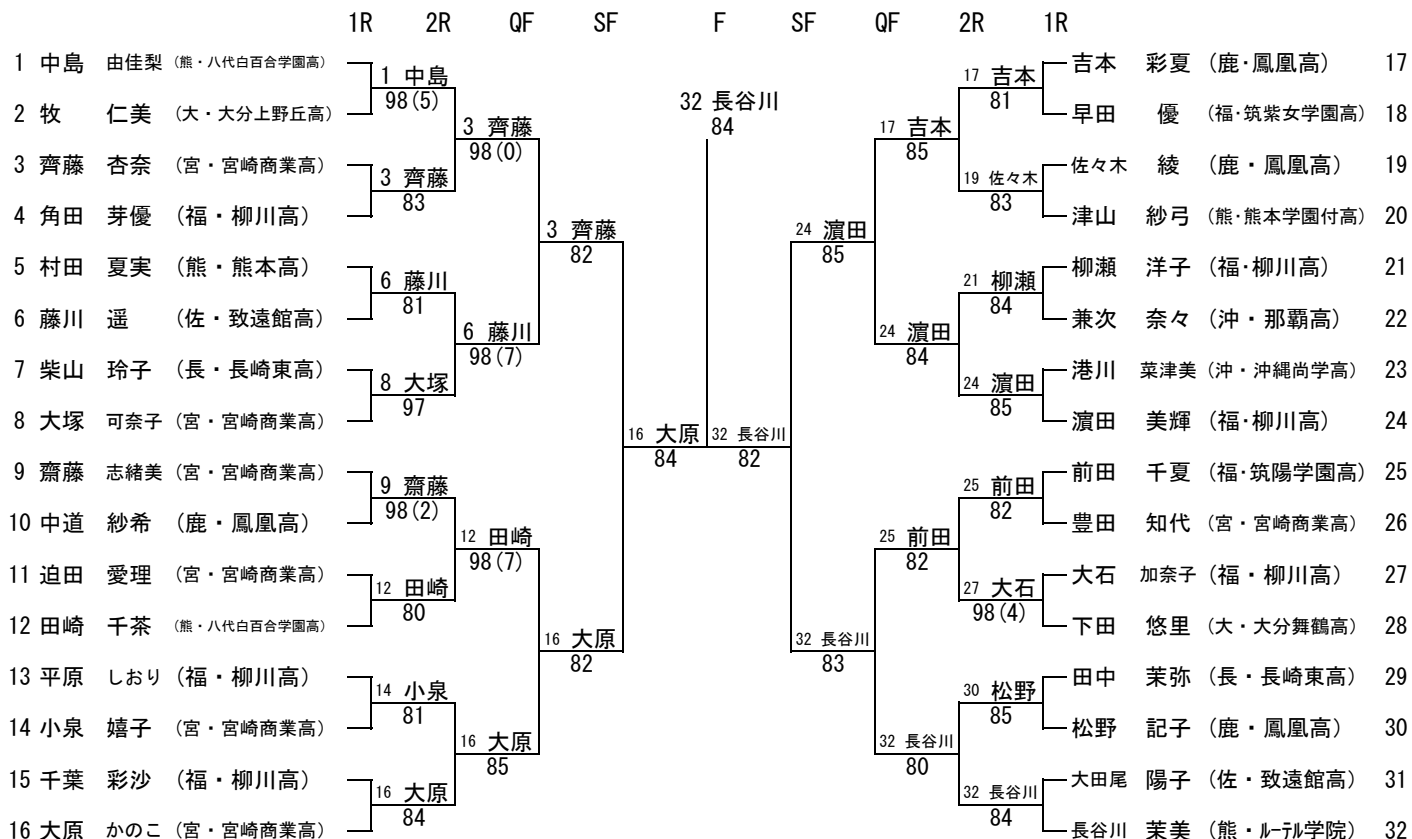 1R 2R QF SF F SF QF 2R 1R
1 中島 由佳梨 (熊・八代白百合学園高)
2 牧 仁美 (大・大分上野丘高)
3 齊藤 杏奈 (宮・宮崎商業高)
4 角田 芽優 (福・柳川高)
5 村田 夏実 (熊・熊本高)
6 藤川 遥 (佐・致遠館高)
7 柴山 玲子 (長・長崎東高)
8 大塚 可奈子 (宮・宮崎商業高)
9 齋藤 志緒美 (宮・宮崎商業高)
10 中道 紗希 (鹿・鳳凰高)
11 迫田 愛理 (宮・宮崎商業高)
12 田崎 千茶 (熊・八代白百合学園高)
13 平原 しおり (福・柳川高)
14 小泉 嬉子 (宮・宮崎商業高)
15 千葉 彩沙 (福・柳川高)
16 大原 かのこ (宮・宮崎商業高)
1 中島
98(5)
3 齊藤
83
6 藤川
81
8 大塚
97
9 齋藤
98(2)
12 田崎
80
14 小泉
81
16 大原
84
3 齊藤
98(0)
6 藤川
98(7)
12 田崎
98(7)
16 大原
85
3 齊藤
82
16 大原
82
16 大原
84
32 長谷川
84
32 長谷川
82
24 濵田
85
32 長谷川
83
17 吉本
85
24 濵田
84
25 前田
82
32 長谷川
80
17 吉本
81
19 佐々木
83
21 柳瀬
84
24 濵田
85
25 前田
82
27 大石
98(4)
30 松野
85
32 長谷川
84
吉本 彩夏 (鹿・鳳凰高) 17
早田 優 (福・筑紫女学園高) 18
佐々木 綾 (鹿・鳳凰高) 19
津山 紗弓 (熊・熊本学園付高) 20
柳瀬 洋子 (福・柳川高) 21
兼次 奈々 (沖・那覇高) 22
港川 菜津美 (沖・沖縄尚学高) 23
濵田 美輝 (福・柳川高) 24
前田 千夏 (福・筑陽学園高) 25
豊田 知代 (宮・宮崎商業高) 26
大石 加奈子 (福・柳川高) 27
下田 悠里 (大・大分舞鶴高) 28
田中 茉弥 (長・長崎東高) 29
松野 記子 (鹿・鳳凰高) 30
大田尾 陽子 (佐・致遠館高) 31
長谷川 茉美 (熊・ルーテル学院) 32